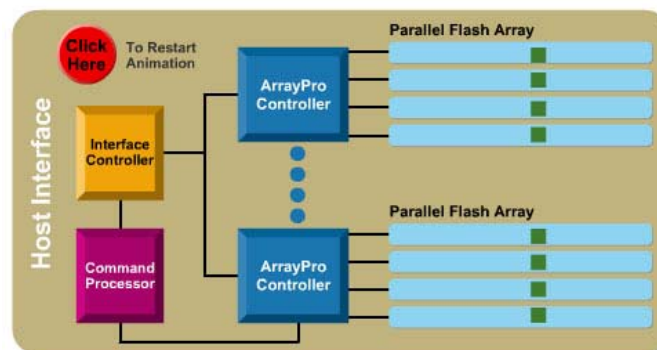 Host Interface
Click
Here
To Restart
Animation
Interface
Controller
Command
Processor
ArrayPro
Controller
Parallel Flash Array
ArrayPro
Controller
Parallel Flash Array